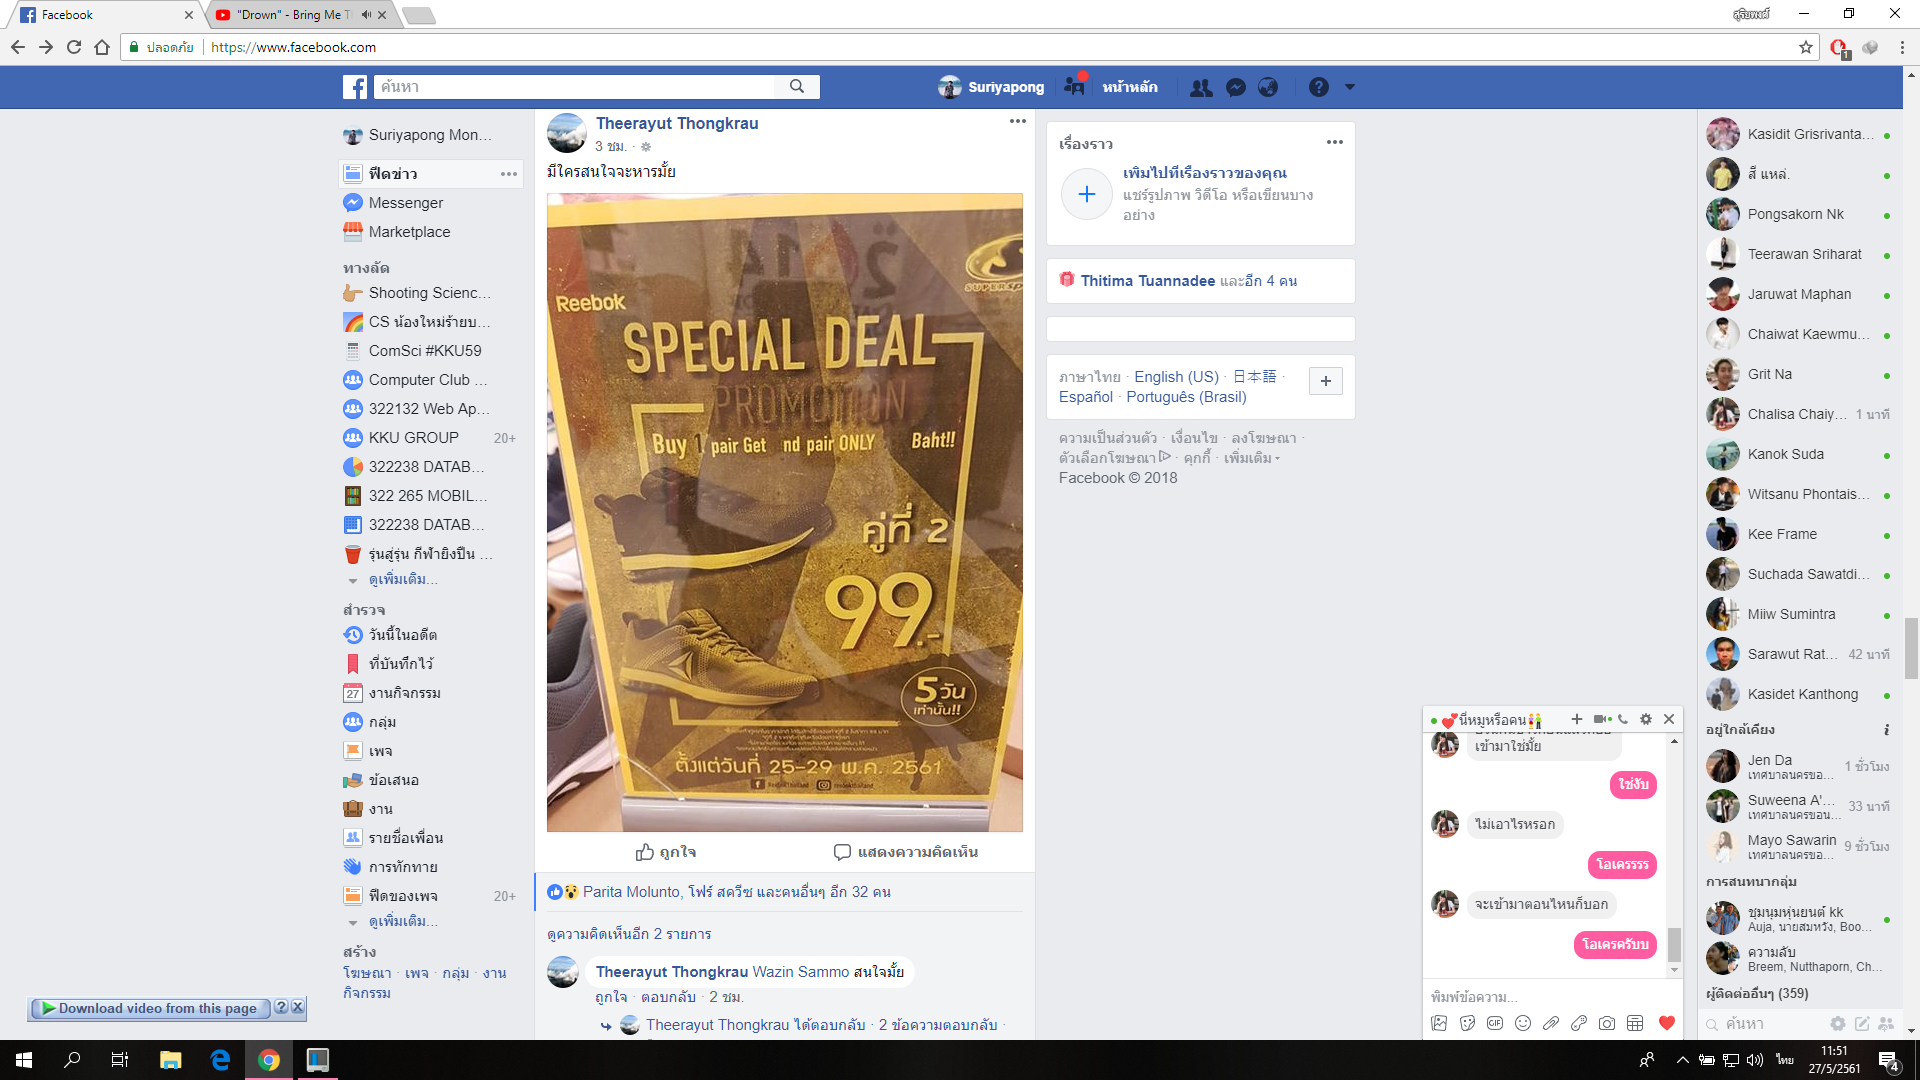 Facebook
"Drown" - Bring Me T
สุริยพงศ์
ปลอดภัย
https://www.facebook.com
1
ค้นหา
Suriyapong
หน้าหลัก
Suriyapong Mon...
ฟีดข่าว
Messenger
Marketplace
ทางลัด
Shooting Scienc...
CS น้องใหม่ร้ายบ...
ComSci #KKU59
Computer Club ...
322132 Web Ap...
KKU GROUP 20+
322238 DATAB...
322 265 MOBIL...
322238 DATAB...
รุ่นสู่รุ่น กีฬายิงปืน ...
ดูเพิ่มเติม...
สำรวจ
วันนี้ในอดีต
ที่บันทึกไว้
27 งานกิจกรรม
กลุ่ม
เพจ
ข้อเสนอ
งาน
รายชื่อเพื่อน
การทักทาย
ฟีดของเพจ 20+
ดูเพิ่มเติม...
สร้าง
โฆษณา · เพจ · กลุ่ม · งาน
กิจกรรม
Download video from this page
Theerayut Thongkrau
3 ชม.
มีใครสนใจจะหารมั้ย
Reebok
SPECIAL DEAL
PROMOTION
Buy 1 pair Get nd pair ONLY Baht!!
คู่ที่ 2
99.-
5 วัน
เท่านั้น!!
ตั้งแต่วันที่ 25-29 พ.ค. 2561
ถูกใจ
แสดงความคิดเห็น
Parita Molunto, โฟร์ สควีซ และคนอื่นๆ อีก 32 คน
ดูความคิดเห็นอีก 2 รายการ
Theerayut Thongkrau Wazin Sammo สนใจมั้ย
ถูกใจ · ตอบกลับ · 2 ชม.
Theerayut Thongkrau ได้ตอบกลับ · 2 ข้อความตอบกลับ ·
เรื่องราว
เพิ่มไปที่เรื่องราวของคุณ
แชร์รูปภาพ วิดีโอ หรือเขียนบาง
อย่าง
Thitima Tuannadee และอีก 4 คน
ภาษาไทย · English (US) · 日本語 ·
Español · Português (Brasil)
ความเป็นส่วนตัว · เงื่อนไข · ลงโฆษณา ·
ตัวเลือกโฆษณา · คุกกี้ · เพิ่มเติม
Facebook © 2018
Kasidit Grisrivanta...
สี แหล่.
Pongsakorn Nk
Teerawan Sriharat
Jaruwat Maphan
Chaiwat Kaewmu...
Grit Na
Chalisa Chaiy... 1 นาที
Kanok Suda
Witsanu Phontais...
Kee Frame
Suchada Sawatdi...
Miiw Sumintra
Sarawut Rat... 42 นาที
Kasidet Kanthong
อยู่ใกล้เคียง
Jen Da 1 ชั่วโมง
เทศบาลนครขอ...
Suweena A'... 33 นาที
เทศบาลนครขอน...
Mayo Sawarin 9 ชั่วโมง
เทศบาลนครขอ...
การสนทนากลุ่ม
ชุมนุมหุ่นยนต์ kk
Auja, นายสมหวัง, Boo...
ความลับ
Breem, Nutthaporn, Ch...
ผู้ติดต่ออื่นๆ (359)
ค้นหา
💕นี่หมูหรือคน👫
เข้ามาใช่มั้ย
ใช่งับ
ไม่เอาไรหรอก
โอเครรรร
จะเข้ามาตอนไหนก็บอก
โอเครครับบ
พิมพ์ข้อความ...
GIF
ไทย
11:51
27/5/2561
4